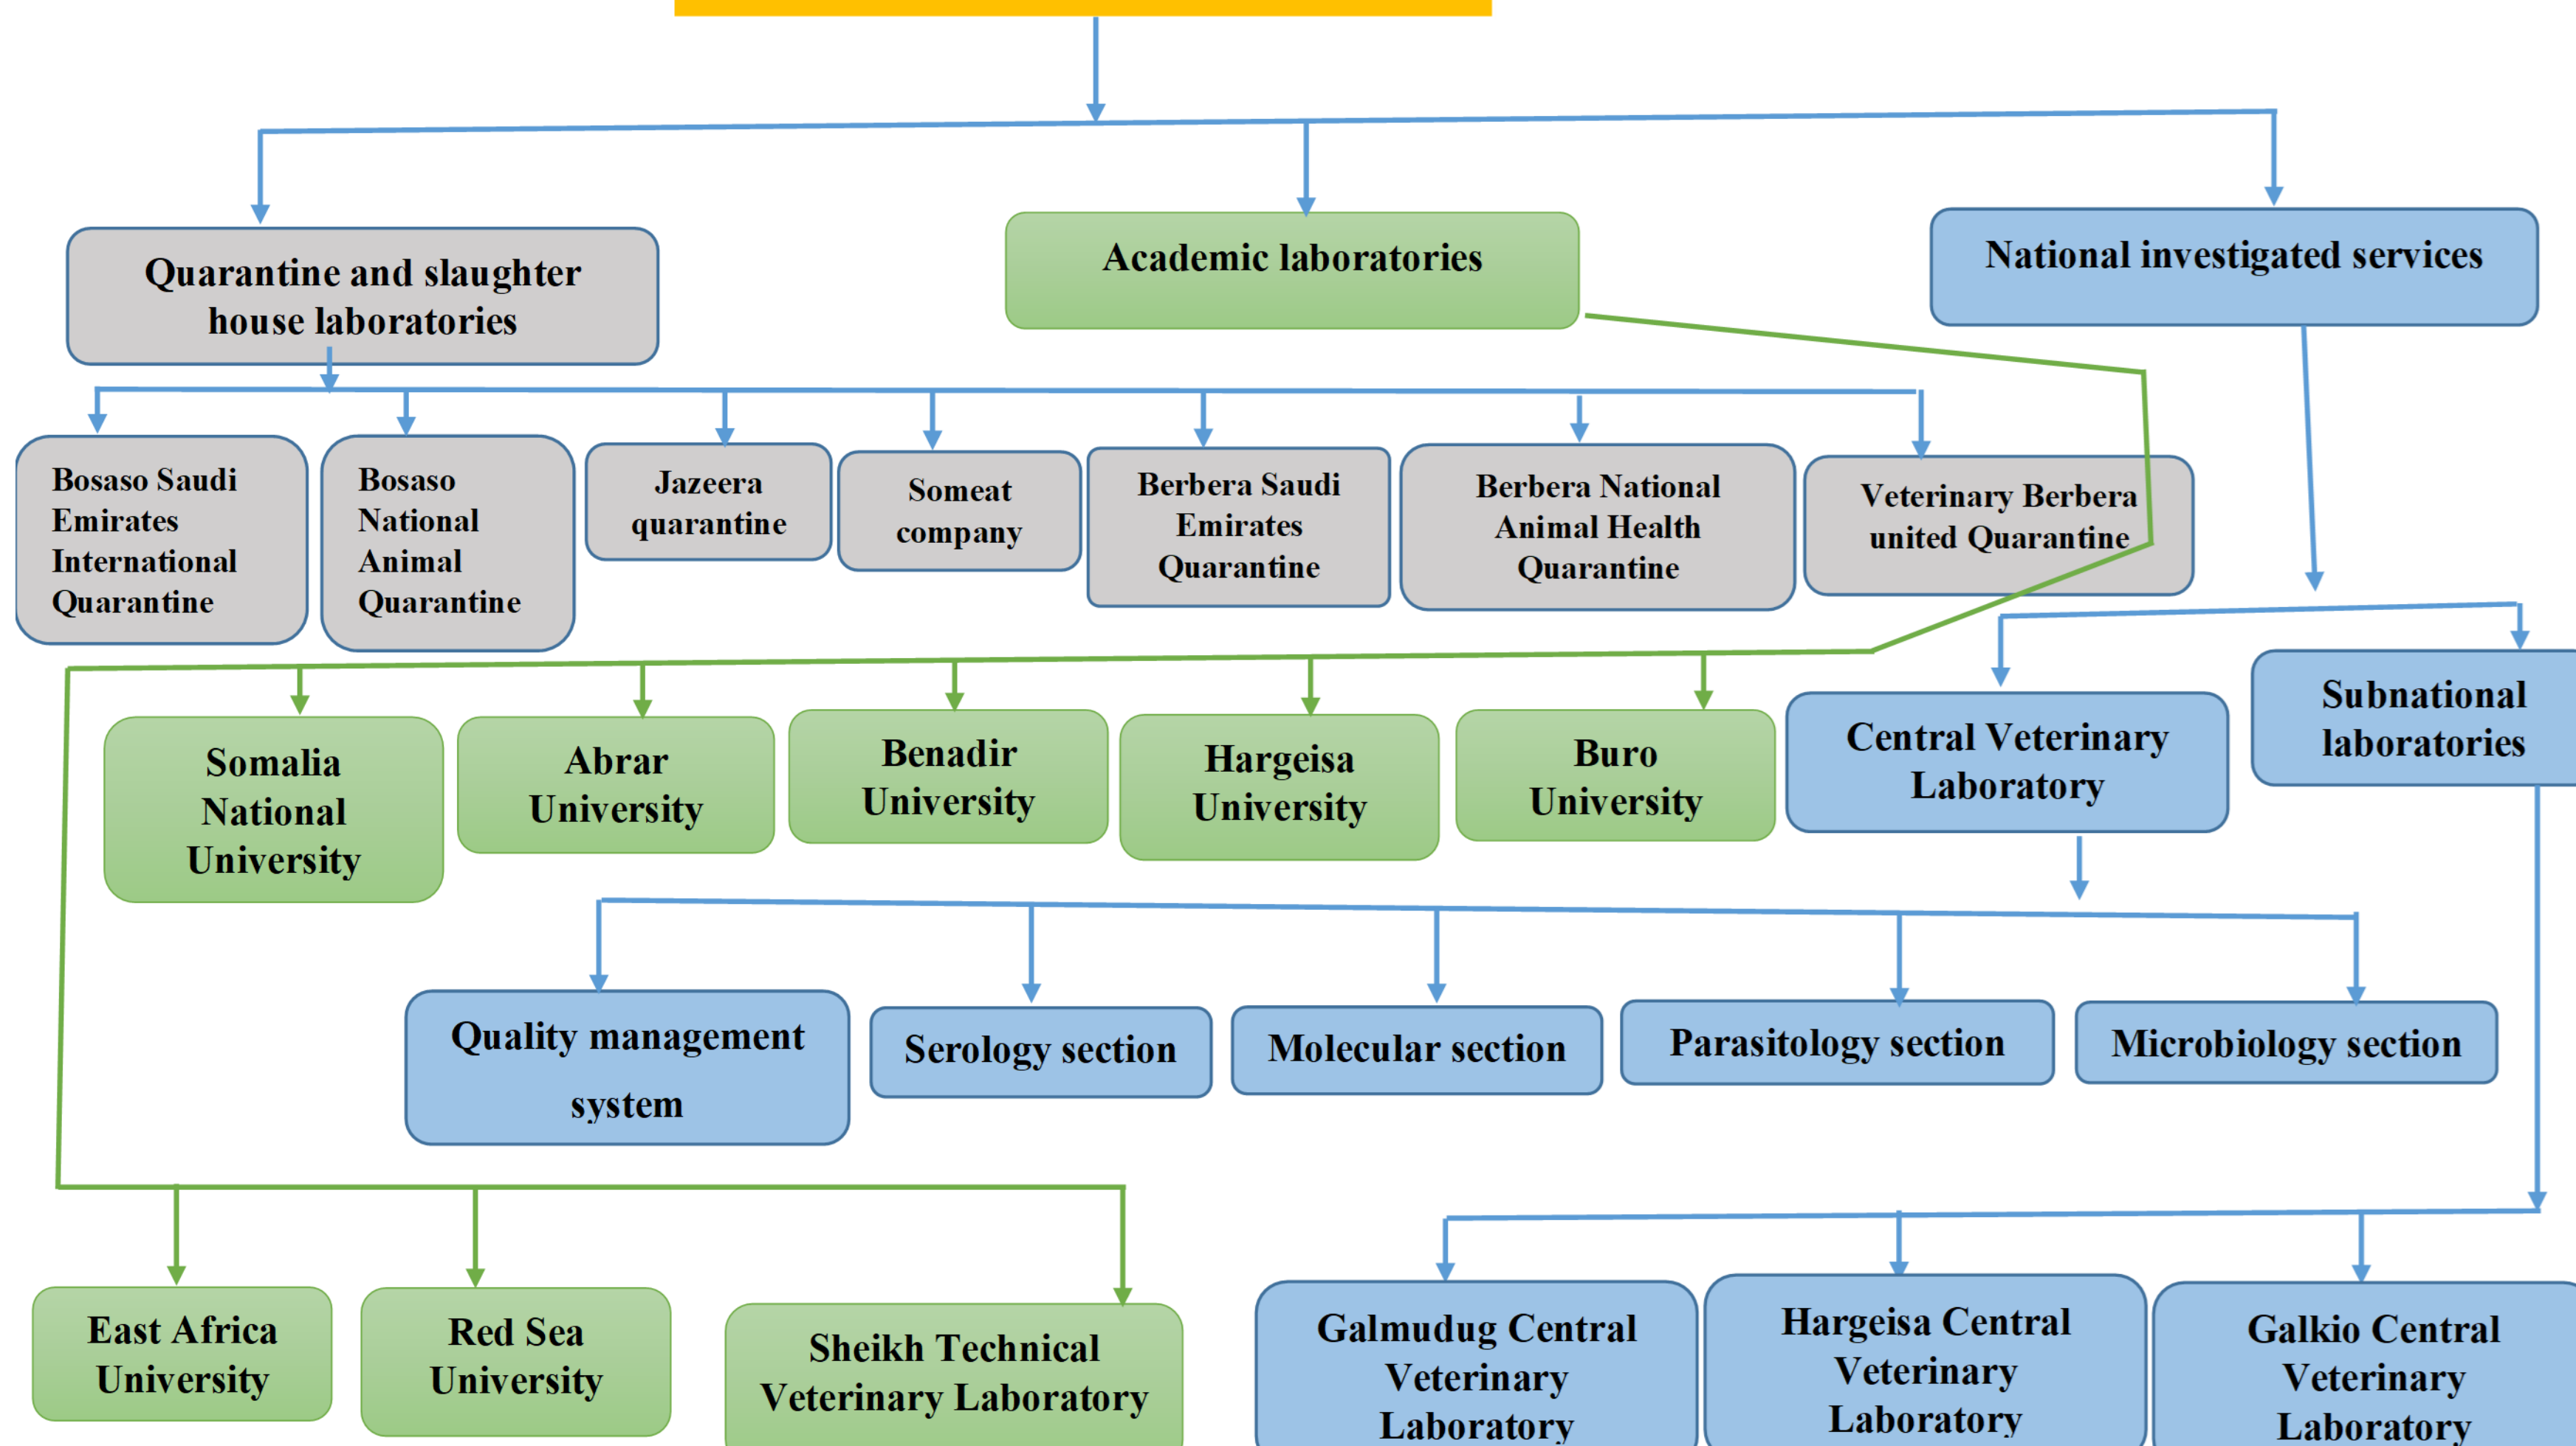 Quarantine and slaughter
house laboratories
Academic laboratories
National investigated services
Bosaso Saudi
Emirates
International
Quarantine
Bosaso
National
Animal
Quarantine
Jazeera
quarantine
Someat
company
Berbera Saudi
Emirates
Quarantine
Berbera National
Animal Health
Quarantine
Veterinary Berbera
united Quarantine
Somalia
National
University
Abrar
University
Benadir
University
Hargeisa
University
Buro
University
Central Veterinary
Laboratory
Subnational
laboratories
Quality management
system
Serology section
Molecular section
Parasitology section
Microbiology section
East Africa
University
Red Sea
University
Sheikh Technical
Veterinary Laboratory
Galmudug Central
Veterinary
Laboratory
Hargeisa Central
Veterinary
Laboratory
Galkio Central
Veterinary
Laboratory